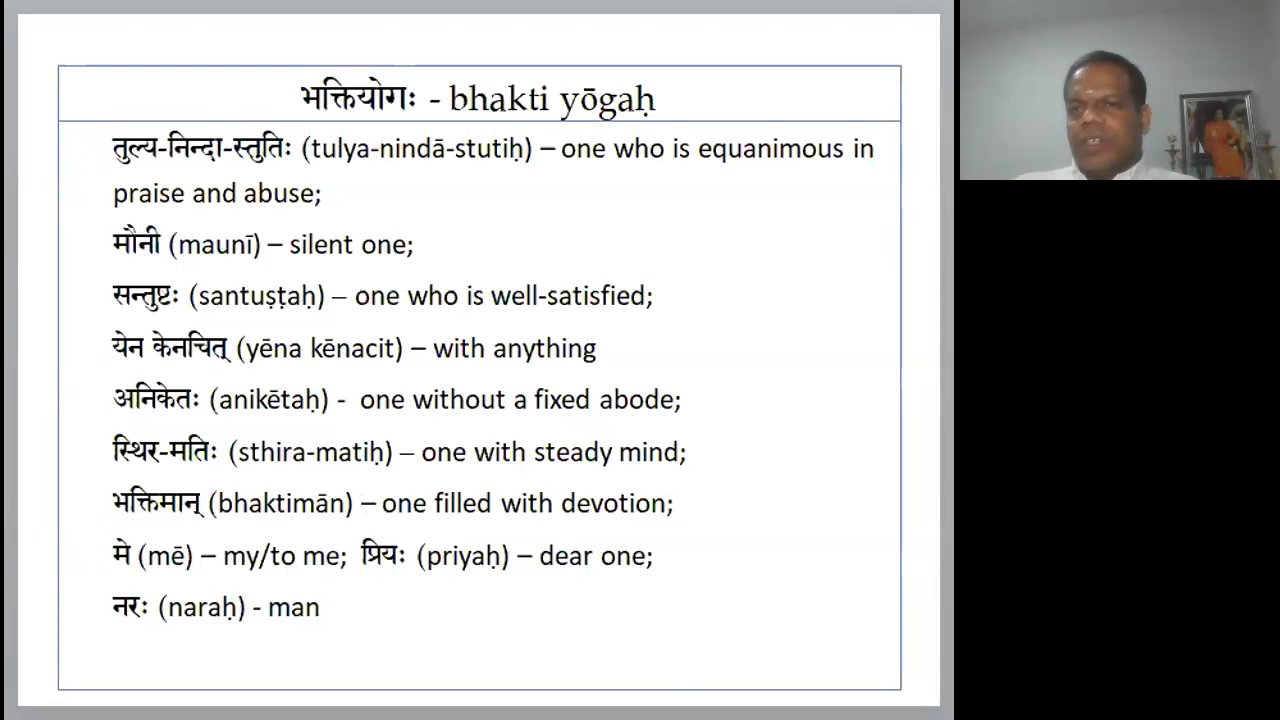 भक्तियोगः - bhakti yōgaḥ
तुल्य-निन्दा-स्तुतिः (tulya-nindā-stutiḥ) – one who is equanimous in
praise and abuse;
मौनी (maunī) – silent one;
सन्तुष्टः (santuṣṭaḥ) – one who is well-satisfied;
येन केनचित् (yēna kēnacit) – with anything
अनिकेतः (anikētaḥ) - one without a fixed abode;
स्थिर-मतिः (sthira-matiḥ) – one with steady mind;
भक्तिमान् (bhaktimān) – one filled with devotion;
मे (mē) – my/to me; प्रियः (priyaḥ) – dear one;
नरः (naraḥ) - man